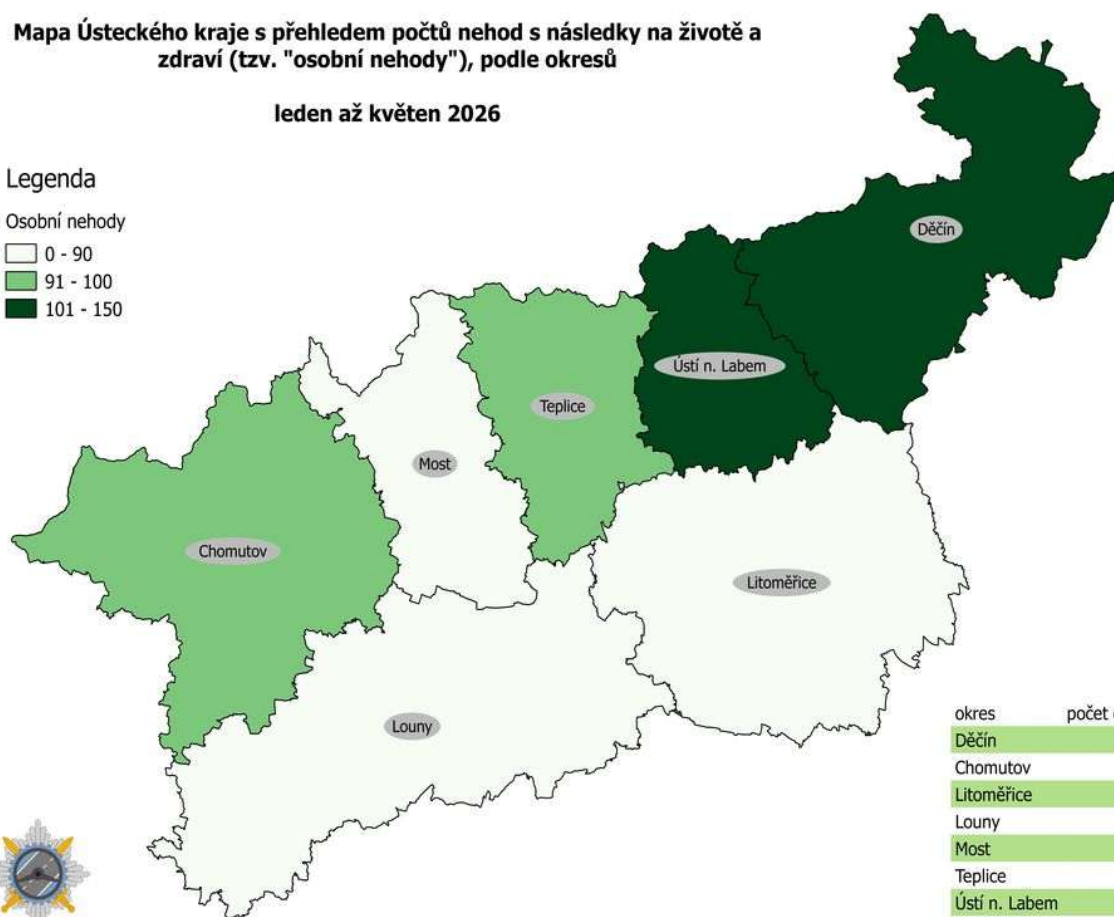 Mapa Ústeckého kraje s přehledem počtů nehod s následky na životě a
zdraví (tzv. "osobní nehody"), podle okresů
leden až květen 2026
Legenda
Osobní nehody
0 - 90
91 - 100
101 - 150
Děčín
Ústí n. Labem
Teplice
Most
Chomutov
Litoměřice
Louny
okres počet
Děčín
Chomutov
Litoměřice
Louny
Most
Teplice
Ústí n. Labem